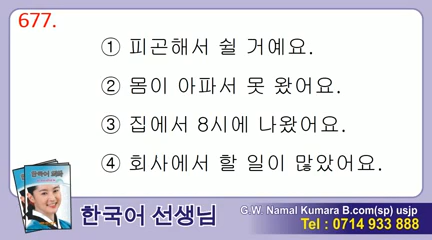 677.
① 피곤해서 쉴 거예요.
② 몸이 아파서 못 왔어요.
③ 집에서 8시에 나왔어요.
④ 회사에서 할 일이 많았어요.
한국어 선생님
G.W. Namal Kumara B.com(sp) usjp
Tel : 0714 933 888